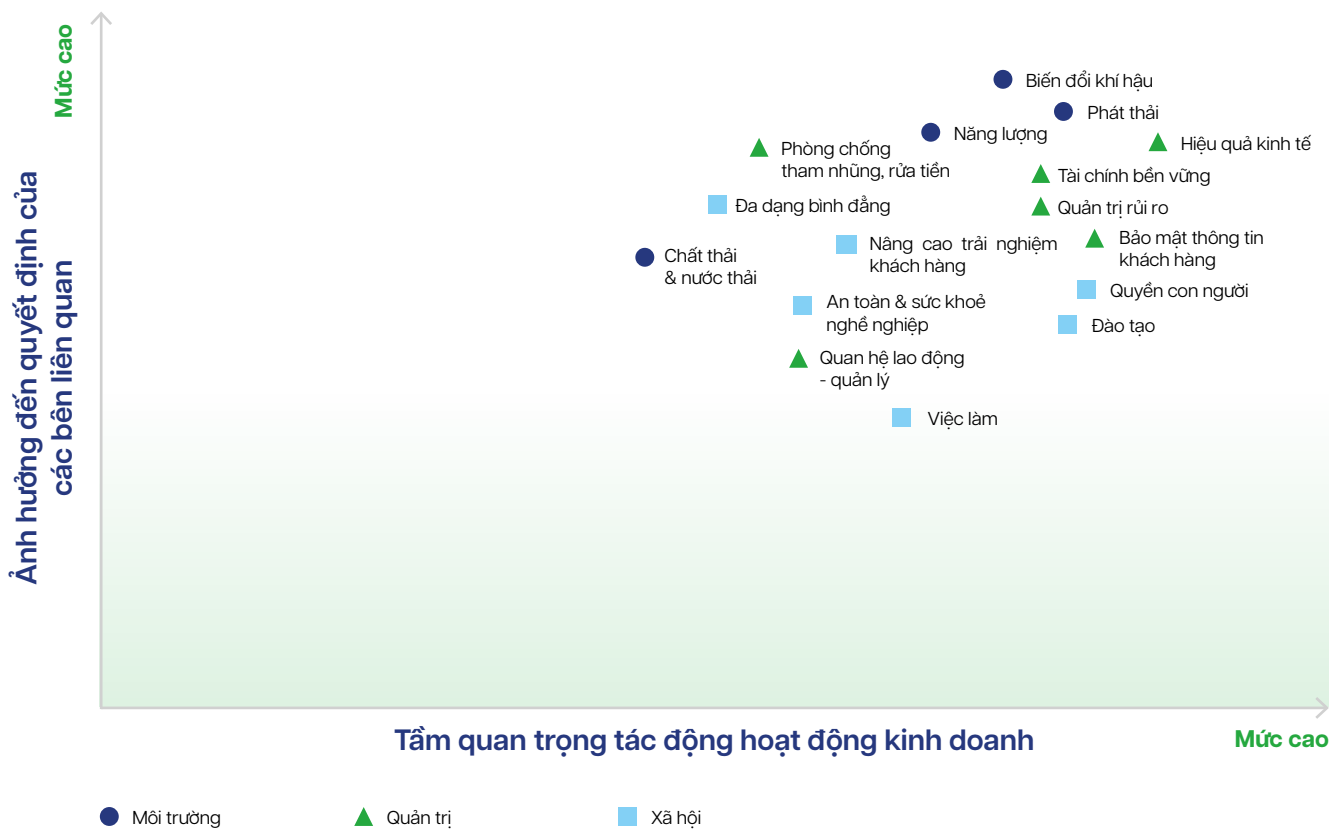 Mức cao
Ảnh hưởng đến quyết định của
các bên liên quan
Biến đổi khí hậu
Phát thải
Năng lượng
Hiệu quả kinh tế
Phòng chống
tham nhũng, rửa tiền
Tài chính bền vững
Đa dạng bình đẳng
Quản trị rủi ro
Nâng cao trải nghiệm
khách hàng
Bảo mật thông tin
khách hàng
Chất thải
& nước thải
Quyền con người
An toàn & sức khoẻ
nghề nghiệp
Đào tạo
Quan hệ lao động
- quản lý
Việc làm
Tầm quan trọng tác động hoạt động kinh doanh
Mức cao
Môi trường
Quản trị
Xã hội